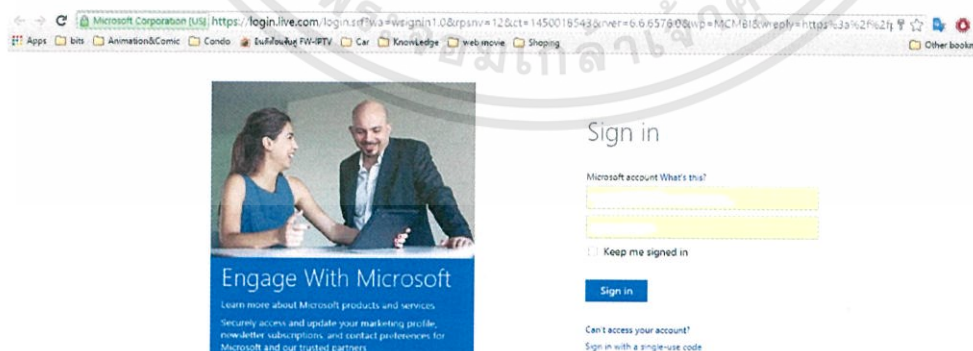 Microsoft Corporation [US] https://login.live.com/login.srf?wa=wsignin1.0&rpsnv=12&ct=1450018543&rver=6.6.6576.0&wp=MCMBI&wreply=https%3a%2f%2fp
Apps bits Animation&Comic Condo FW-IPTV Car KnowLedge web movie Shoping Other bookm
Sign in
Microsoft account What's this?
Keep me signed in
Sign in
Can't access your account?
Sign in with a single-use code
Engage With Microsoft
Learn more about Microsoft products and services
Securely access and update your marketing profile,
newsletter subscriptions, and contact preferences for
Microsoft and our trusted partners